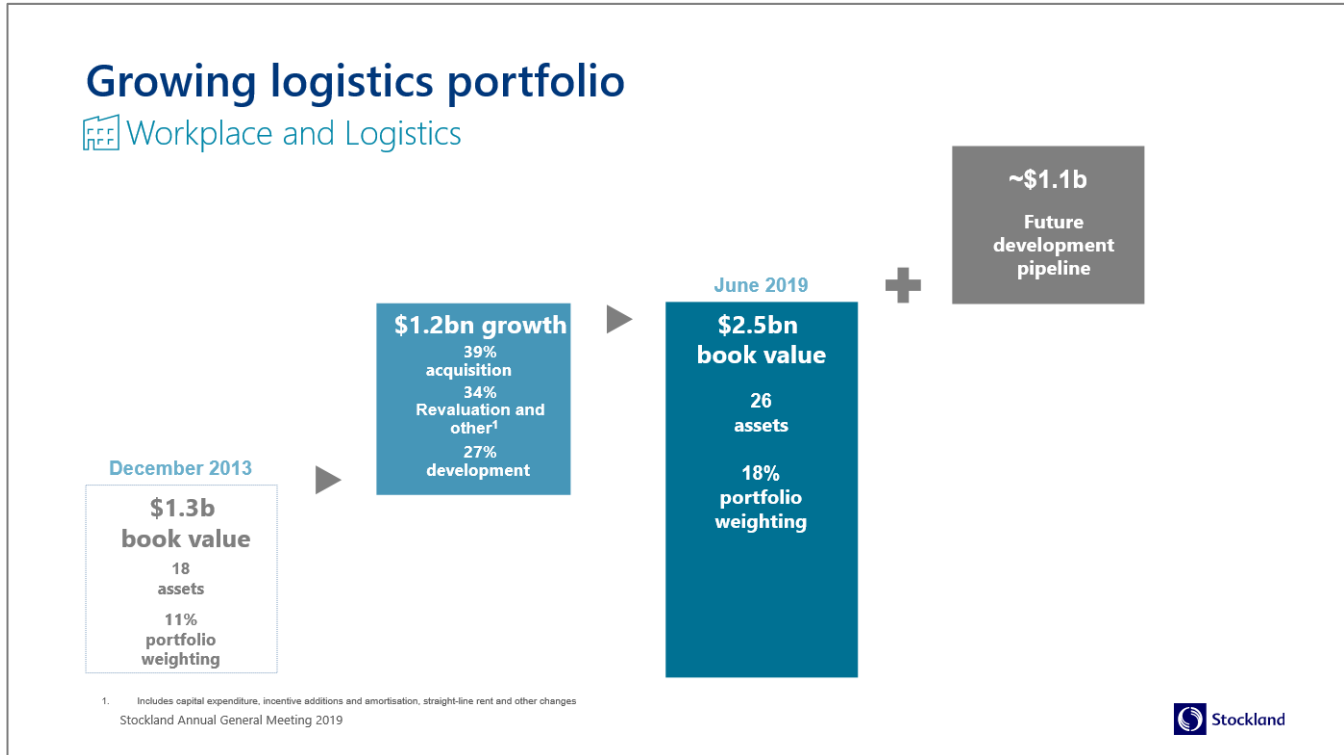 Growing logistics portfolio
Workplace and Logistics
December 2013
$1.3b
book value
18
assets
11%
portfolio
weighting
$1.2bn growth
39%
acquisition
34%
Revaluation and
other¹
27%
development
June 2019
$2.5bn
book value
26
assets
18%
portfolio
weighting
~$1.1b
Future
development
pipeline
1. Includes capital expenditure, incentive additions and amortisation, straight-line rent and other changes
Stockland Annual General Meeting 2019
Stockland